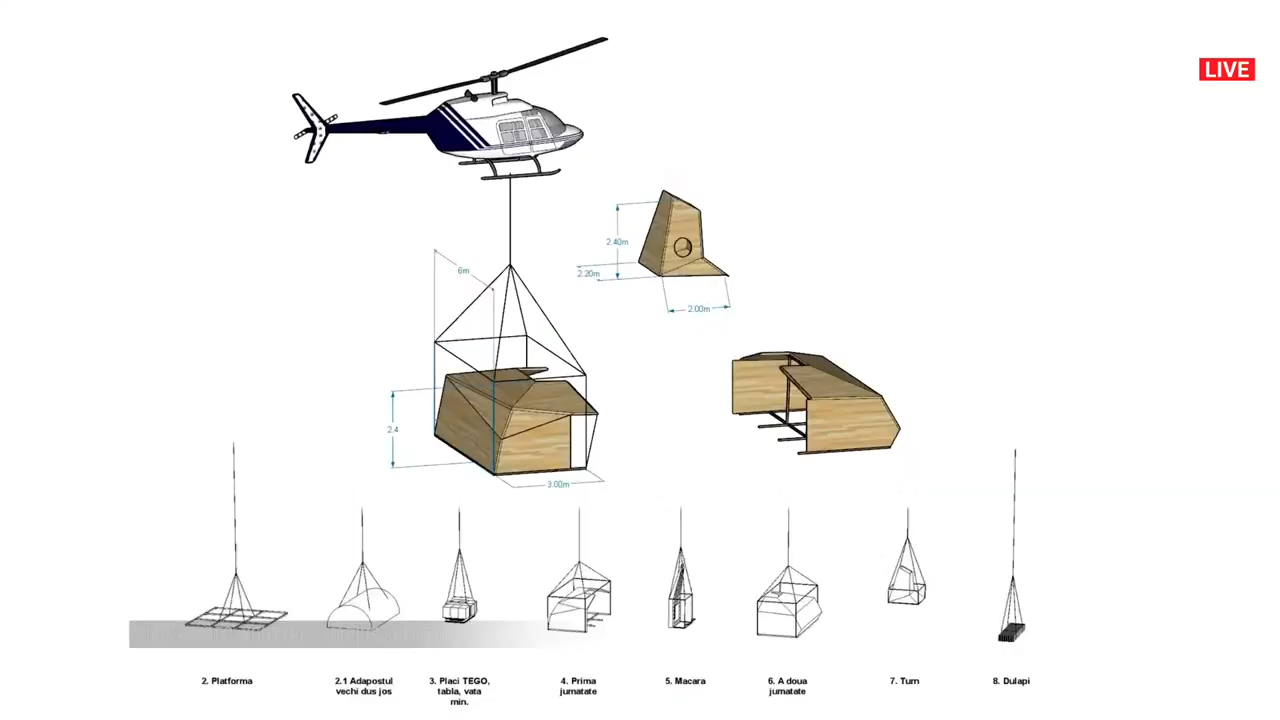 LIVE
2.40m
2.20m
2.00m
6m
2.4
3.00m
2. Platforma
2.1 Adapostul
vechi dus jos
3. Placi TEGO,
tabla, vata
min.
4. Prima
jumatate
5. Macara
6. A doua
jumatate
7. Turn
8. Dulapi